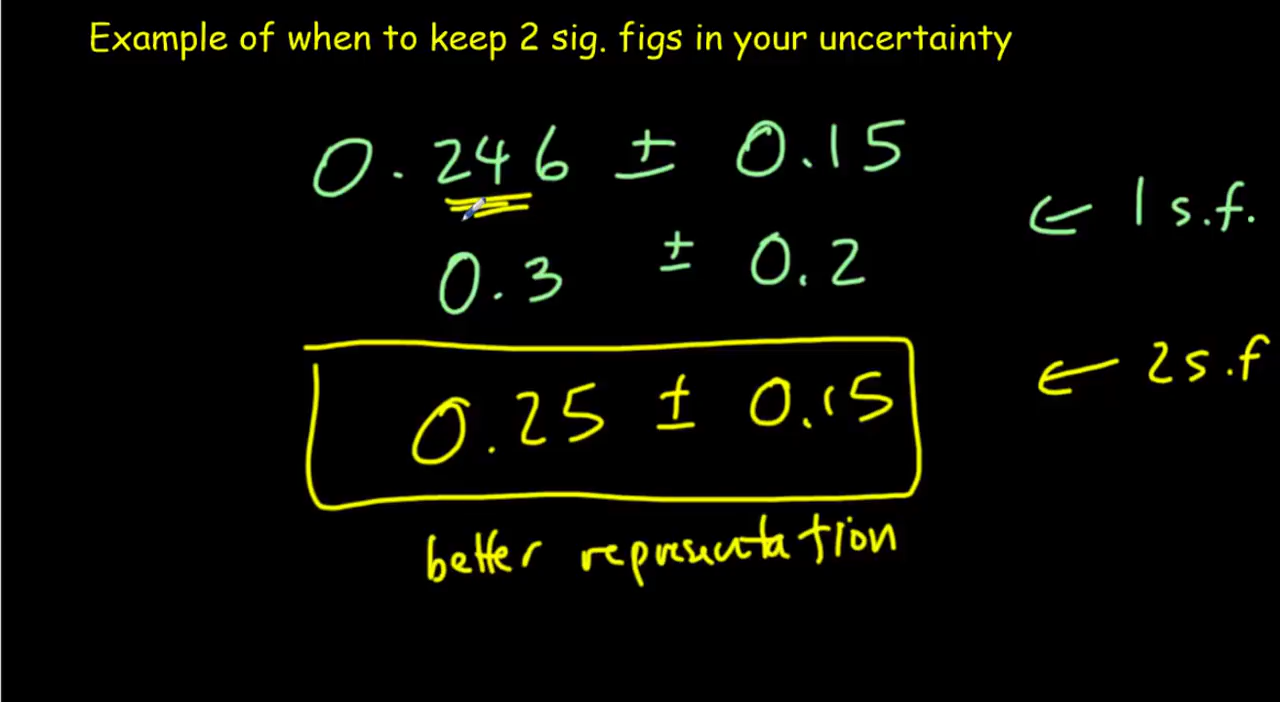 Example of when to keep 2 sig. figs in your uncertainty
0.246 ± 0.15
0.3 ± 0.2 ← 1 s.f.
0.25 ± 0.15 ← 2 s.f
better representation